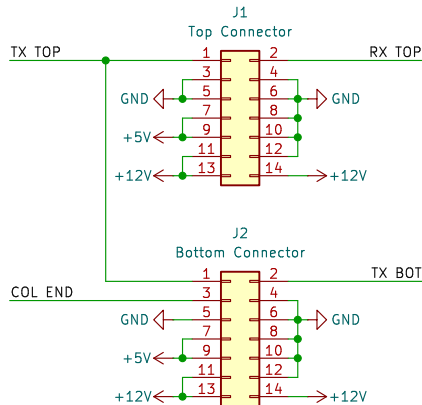 J1
Top Connector
TX TOP 1 2 RX TOP
3 4
GND 5 6 GND
7 8
+5V 9 10
11 12
+12V 13 14 +12V
J2
Bottom Connector
1 2 TX BOT
COL END 3 4
GND 5 6 GND
7 8
+5V 9 10
11 12
+12V 13 14 +12V